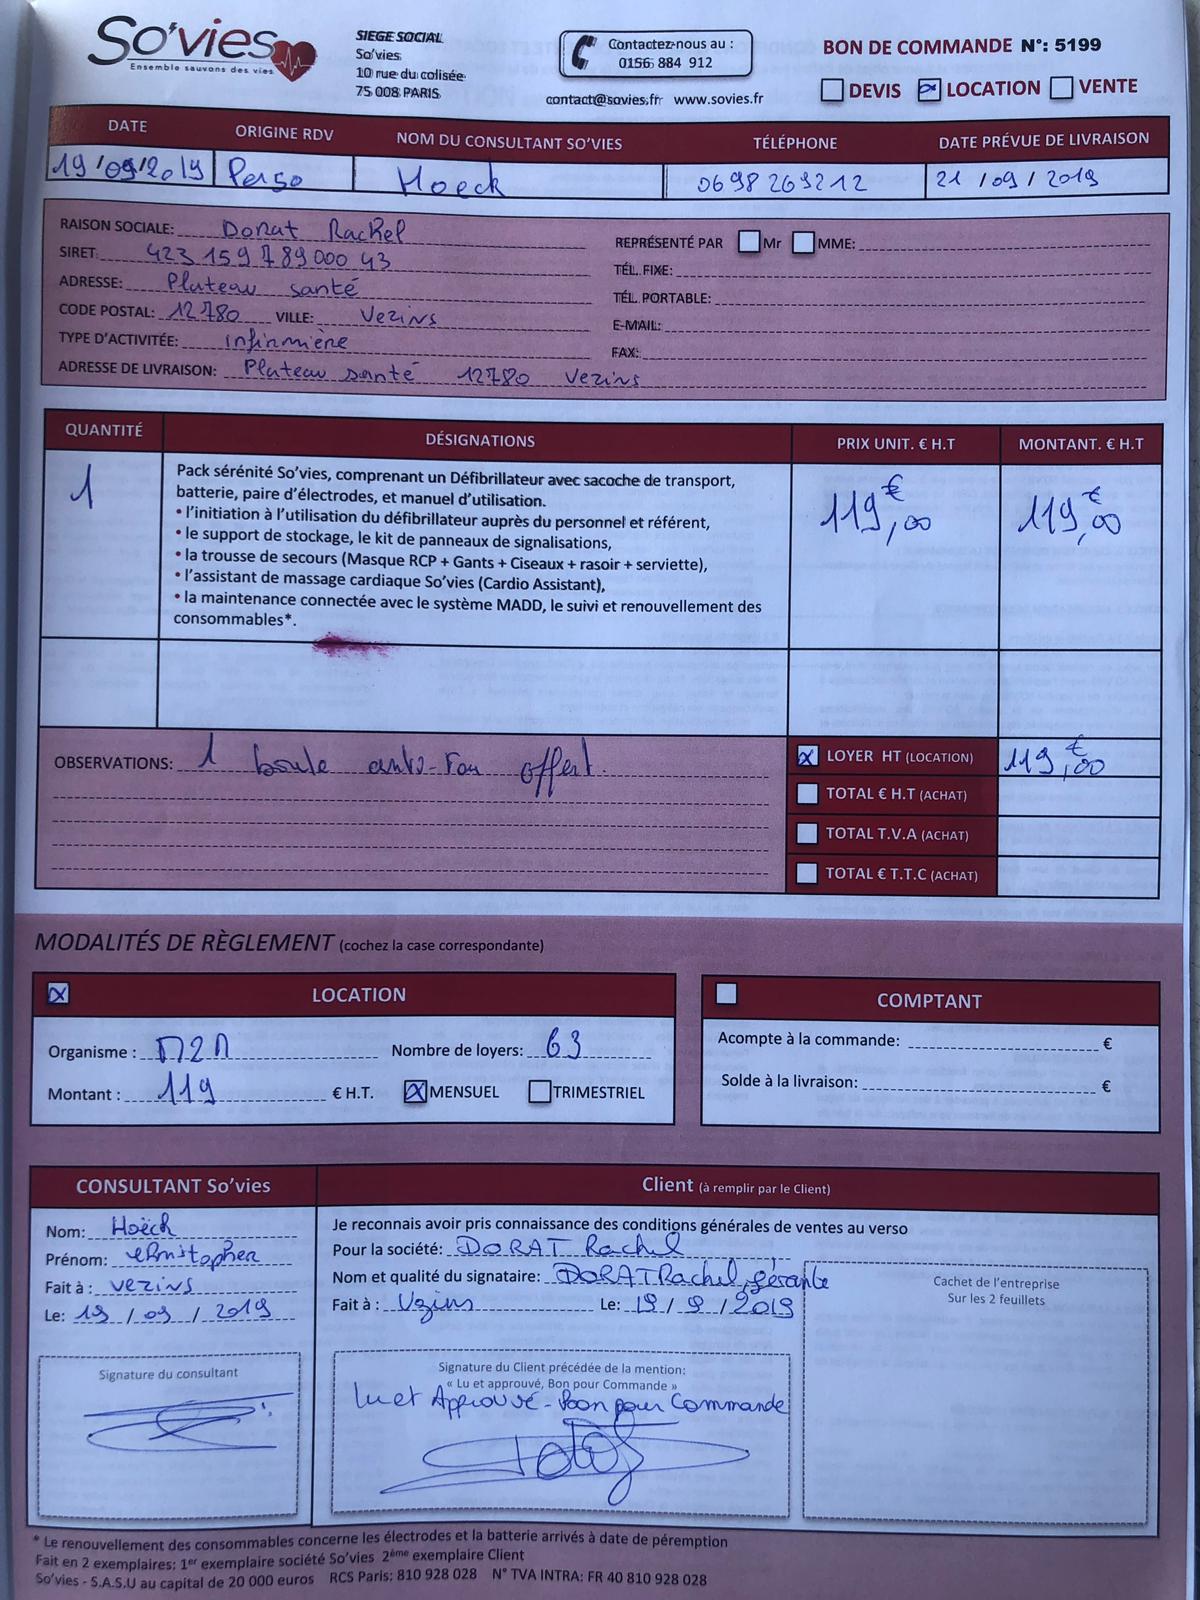 So'vies
Ensemble sauvons des vies
SIEGE SOCIAL
So'vies
10 rue du colisée
75 008 PARIS
Contactez-nous au :
0156 884 912
contact@sovies.fr www.sovies.fr
BON DE COMMANDE N°: 5199
DEVIS LOCATION VENTE
DATE ORIGINE RDV NOM DU CONSULTANT SO'VIES TÉLÉPHONE DATE PRÉVUE DE LIVRAISON
19/09/2019 Perso Hoeck 0698269212 21/09/2019
RAISON SOCIALE: Dorat Rachel
SIRET: 423 159 789 000 43
ADRESSE: Plateau santé
CODE POSTAL: 12780 VILLE: Vezins
TYPE D'ACTIVITÉE: infirmière
ADRESSE DE LIVRAISON: Plateau santé 12780 Vezins
REPRÉSENTÉ PAR Mr MME:
TÉL. FIXE:
TÉL. PORTABLE:
E-MAIL:
FAX:
QUANTITÉ DÉSIGNATIONS PRIX UNIT. € H.T MONTANT. € H.T
1 119,00 € 119,00 €
Pack sérénité So'vies, comprenant un Défibrillateur avec sacoche de transport,
batterie, paire d'électrodes, et manuel d'utilisation.
• l'initiation à l'utilisation du défibrillateur auprès du personnel et référent,
• le support de stockage, le kit de panneaux de signalisations,
• la trousse de secours (Masque RCP + Gants + Ciseaux + rasoir + serviette),
• l'assistant de massage cardiaque So'vies (Cardio Assistant),
• la maintenance connectée avec le système MADD, le suivi et renouvellement des
consommables*.
OBSERVATIONS: 1 boule anti-Feu offert.
LOYER HT (LOCATION) 119,00 €
TOTAL € H.T (ACHAT)
TOTAL T.V.A (ACHAT)
TOTAL € T.T.C (ACHAT)
MODALITÉS DE RÈGLEMENT (cochez la case correspondante)
LOCATION
Organisme : Nombre de loyers: 63
Montant : 119 € H.T. MENSUEL TRIMESTRIEL
COMPTANT
Acompte à la commande: €
Solde à la livraison: €
CONSULTANT So'vies
Nom: Hoëck
Prénom: christopher
Fait à : vezins
Le: 19/09/2019
Signature du consultant
Client (à remplir par le Client)
Je reconnais avoir pris connaissance des conditions générales de ventes au verso
Pour la société: DORAT Rachel
Nom et qualité du signataire: DORAT Rachel, gérante
Fait à : Vezins Le: 19/9/2019
Signature du Client précédée de la mention:
« Lu et approuvé, Bon pour Commande »
Lu et Approuvé - Bon pour Commande
Cachet de l'entreprise
Sur les 2 feuillets
* Le renouvellement des consommables concerne les électrodes et la batterie arrivés à date de péremption
Fait en 2 exemplaires: 1er exemplaire société So'vies 2ème exemplaire Client
So'vies - S.A.S.U au capital de 20 000 euros RCS Paris: 810 928 028 N° TVA INTRA: FR 40 810 928 028